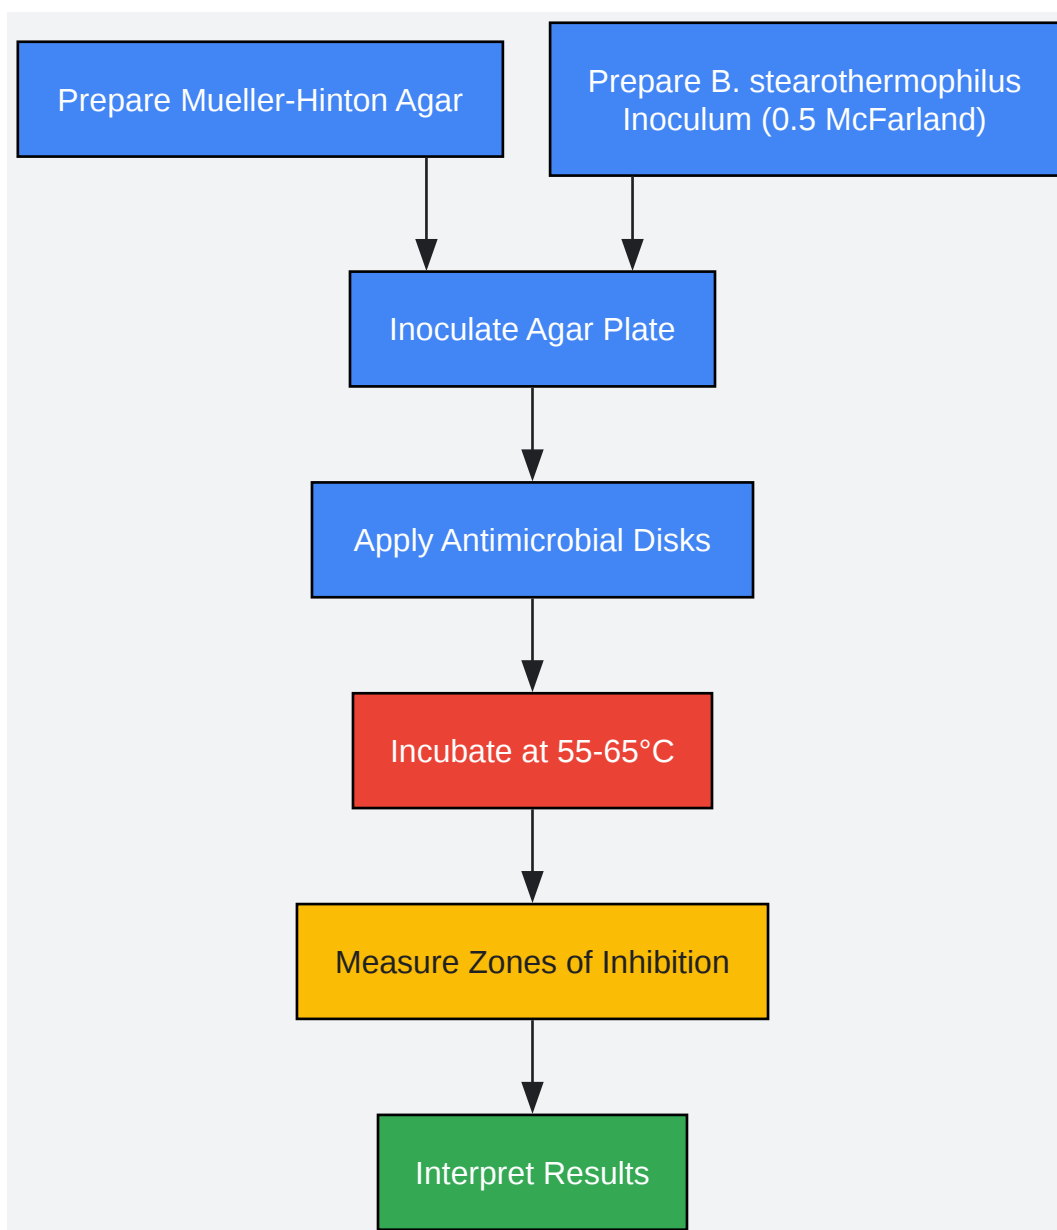 Prepare Mueller-Hinton Agar
Prepare B. stearothermophilus
Inoculum (0.5 McFarland)
Inoculate Agar Plate
Apply Antimicrobial Disks
Incubate at 55-65°C
Measure Zones of Inhibition
Interpret Results